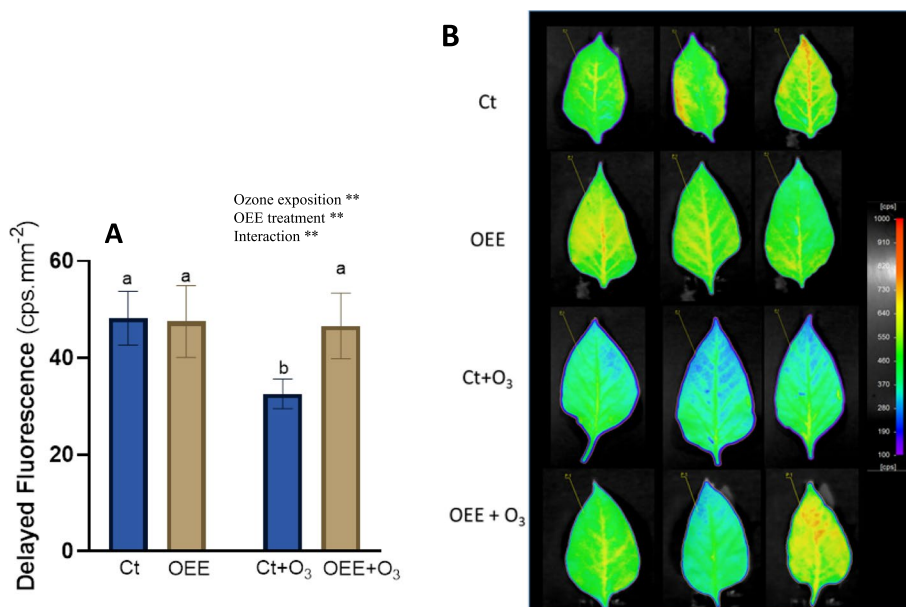 A
Ozone exposition **
OEE treatment **
Interaction **
Delayed Fluorescence (cps.mm⁻²)
60
40
20
0
a
a
b
a
Ct
OEE
Ct+O₃
OEE+O₃
B
Ct
OEE
Ct+O₃
OEE + O₃
[cps]
1000
910
820
730
640
550
460
370
280
190
100
[cps]